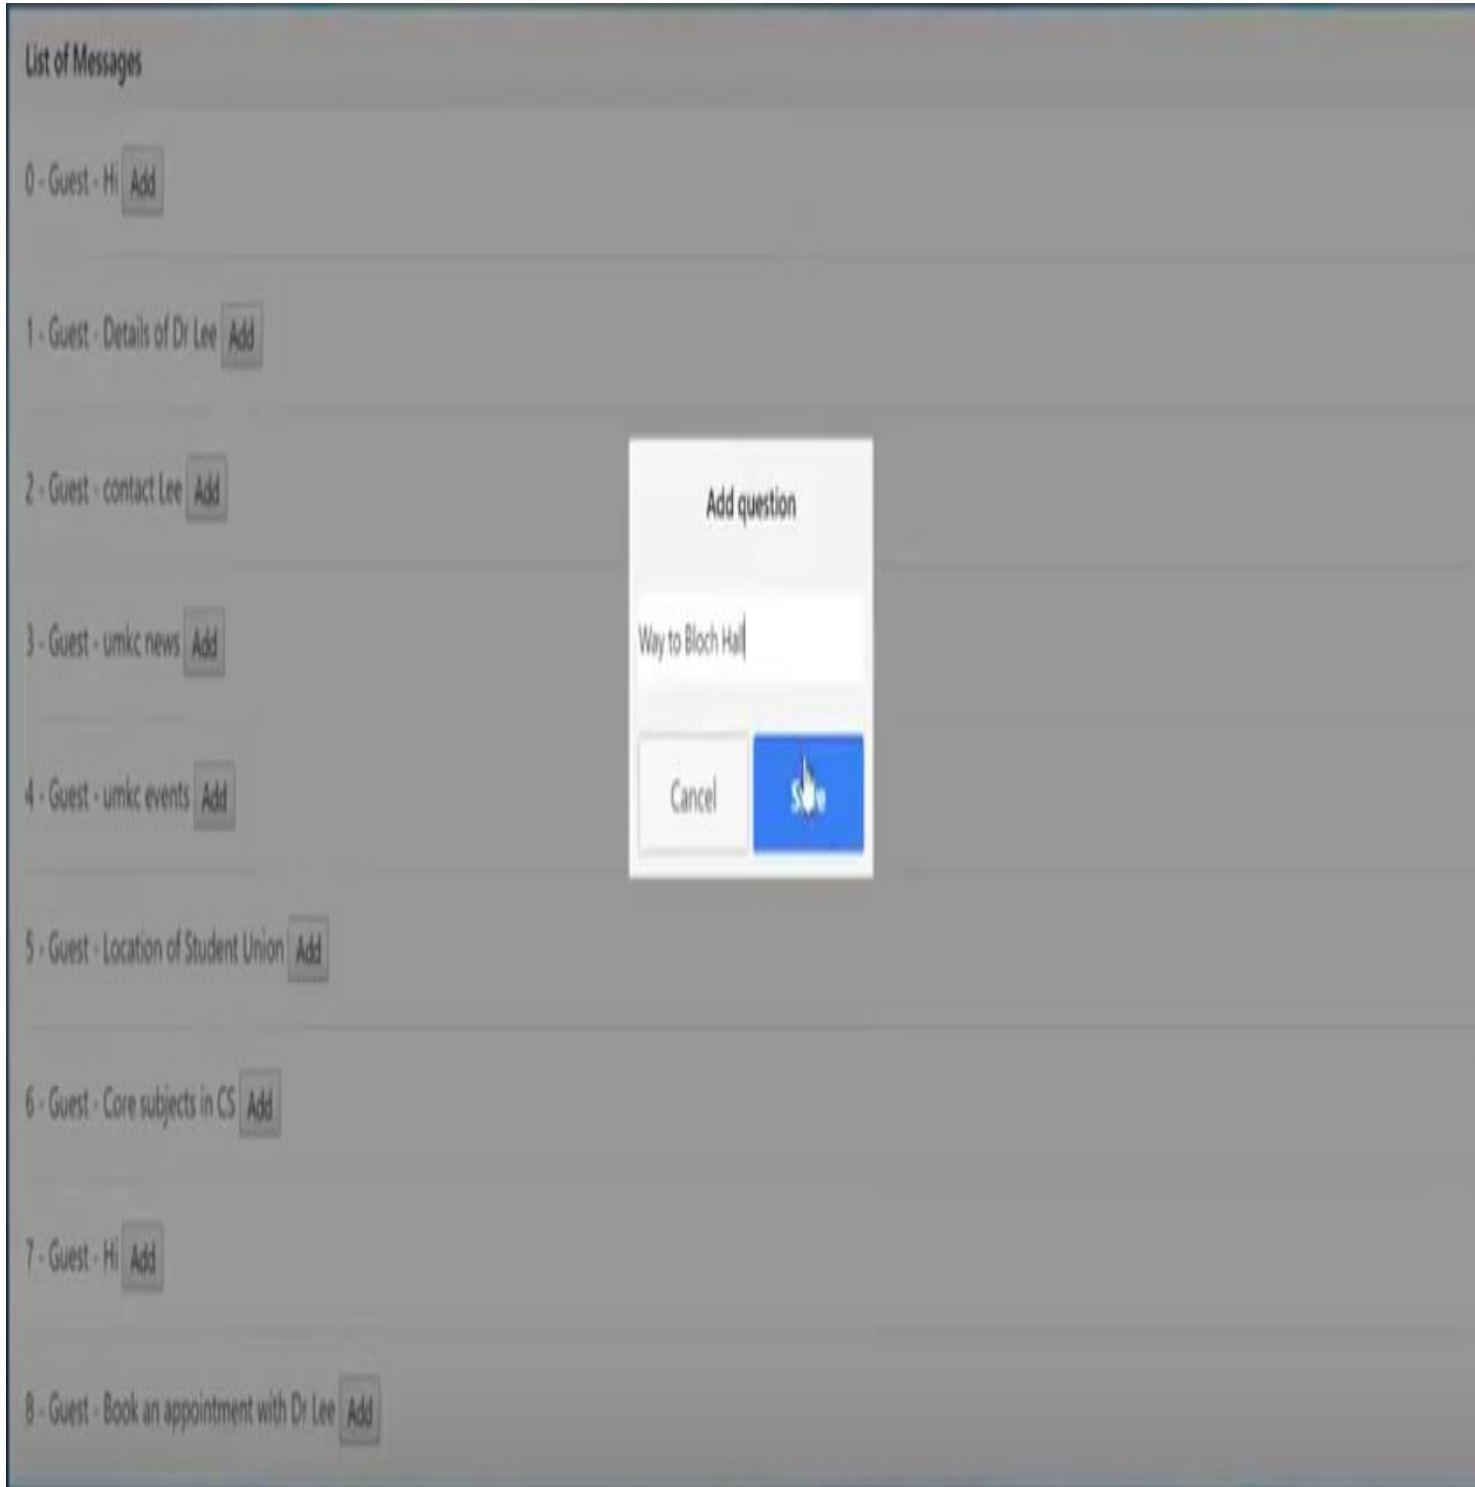 List of Messages
0 - Guest - Hi Add
1 - Guest - Details of Dr Lee Add
2 - Guest - contact Lee Add
3 - Guest - umkc news Add
4 - Guest - umkc events Add
5 - Guest - Location of Student Union Add
6 - Guest - Core subjects in CS Add
7 - Guest - Hi Add
8 - Guest - Book an appointment with Dr Lee Add
Add question
Way to Bloch Hall
Cancel